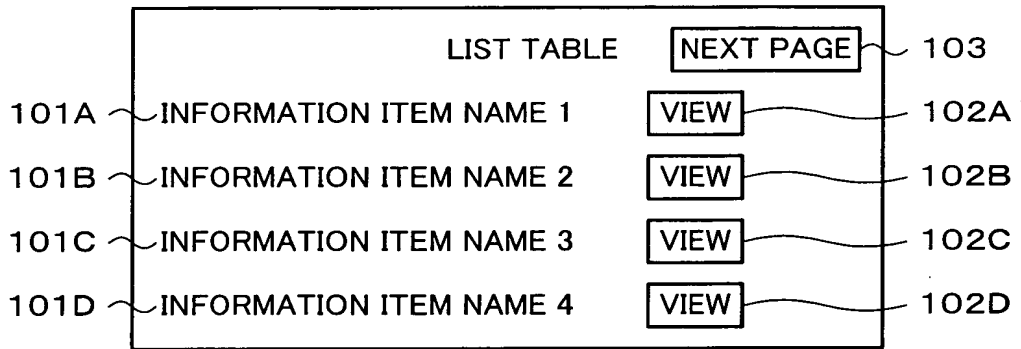 LIST TABLE NEXT PAGE 103
101A INFORMATION ITEM NAME 1 VIEW 102A
101B INFORMATION ITEM NAME 2 VIEW 102B
101C INFORMATION ITEM NAME 3 VIEW 102C
101D INFORMATION ITEM NAME 4 VIEW 102D